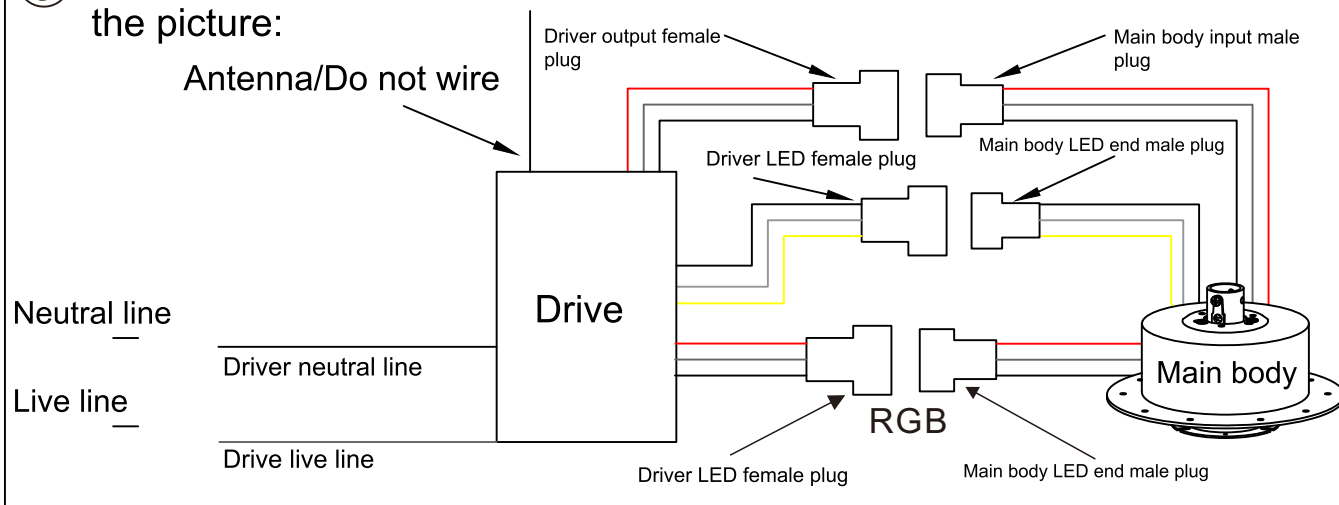 the picture:
Antenna/Do not wire
Driver output female
plug
Main body input male
plug
Driver LED female plug
Main body LED end male plug
Drive
Neutral line
Driver neutral line
Live line
Drive live line
Main body
RGB
Driver LED female plug
Main body LED end male plug